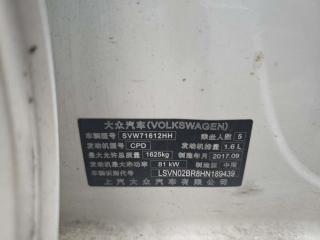 大众汽车(VOLKSWAGEN)
车辆型号 SVW71612HH 乘坐人数 5
发动机型号 CPD 发动机排量 1.6 L
最大允许总质量 1625kg 制造年月 2017.09
发动机最大净功率 81 kW 制造国 中国
车辆识别代号 LSVN02BR8HN189439
上汽大众汽车有限公司